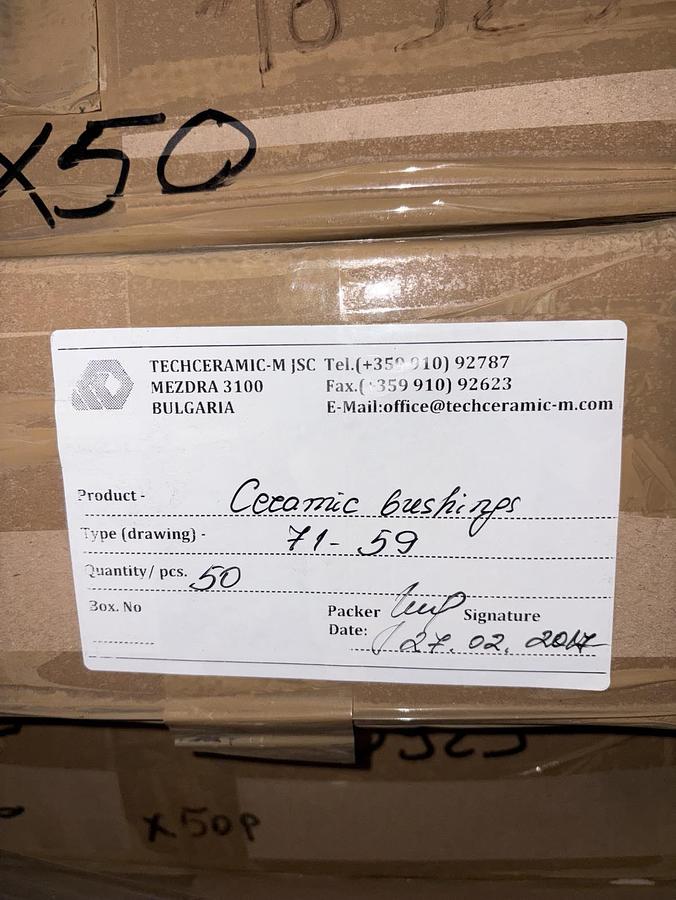 x50
TECHCERAMIC-M JSC Tel.(+359 910) 92787
MEZDRA 3100 Fax.(+359 910) 92623
BULGARIA E-Mail:office@techceramic-m.com
Product - Ceramic bushings
Type (drawing) - 71-59
Quantity/ pcs. 50
Box. No
Packer Signature
Date: 27.02.2017
x50p